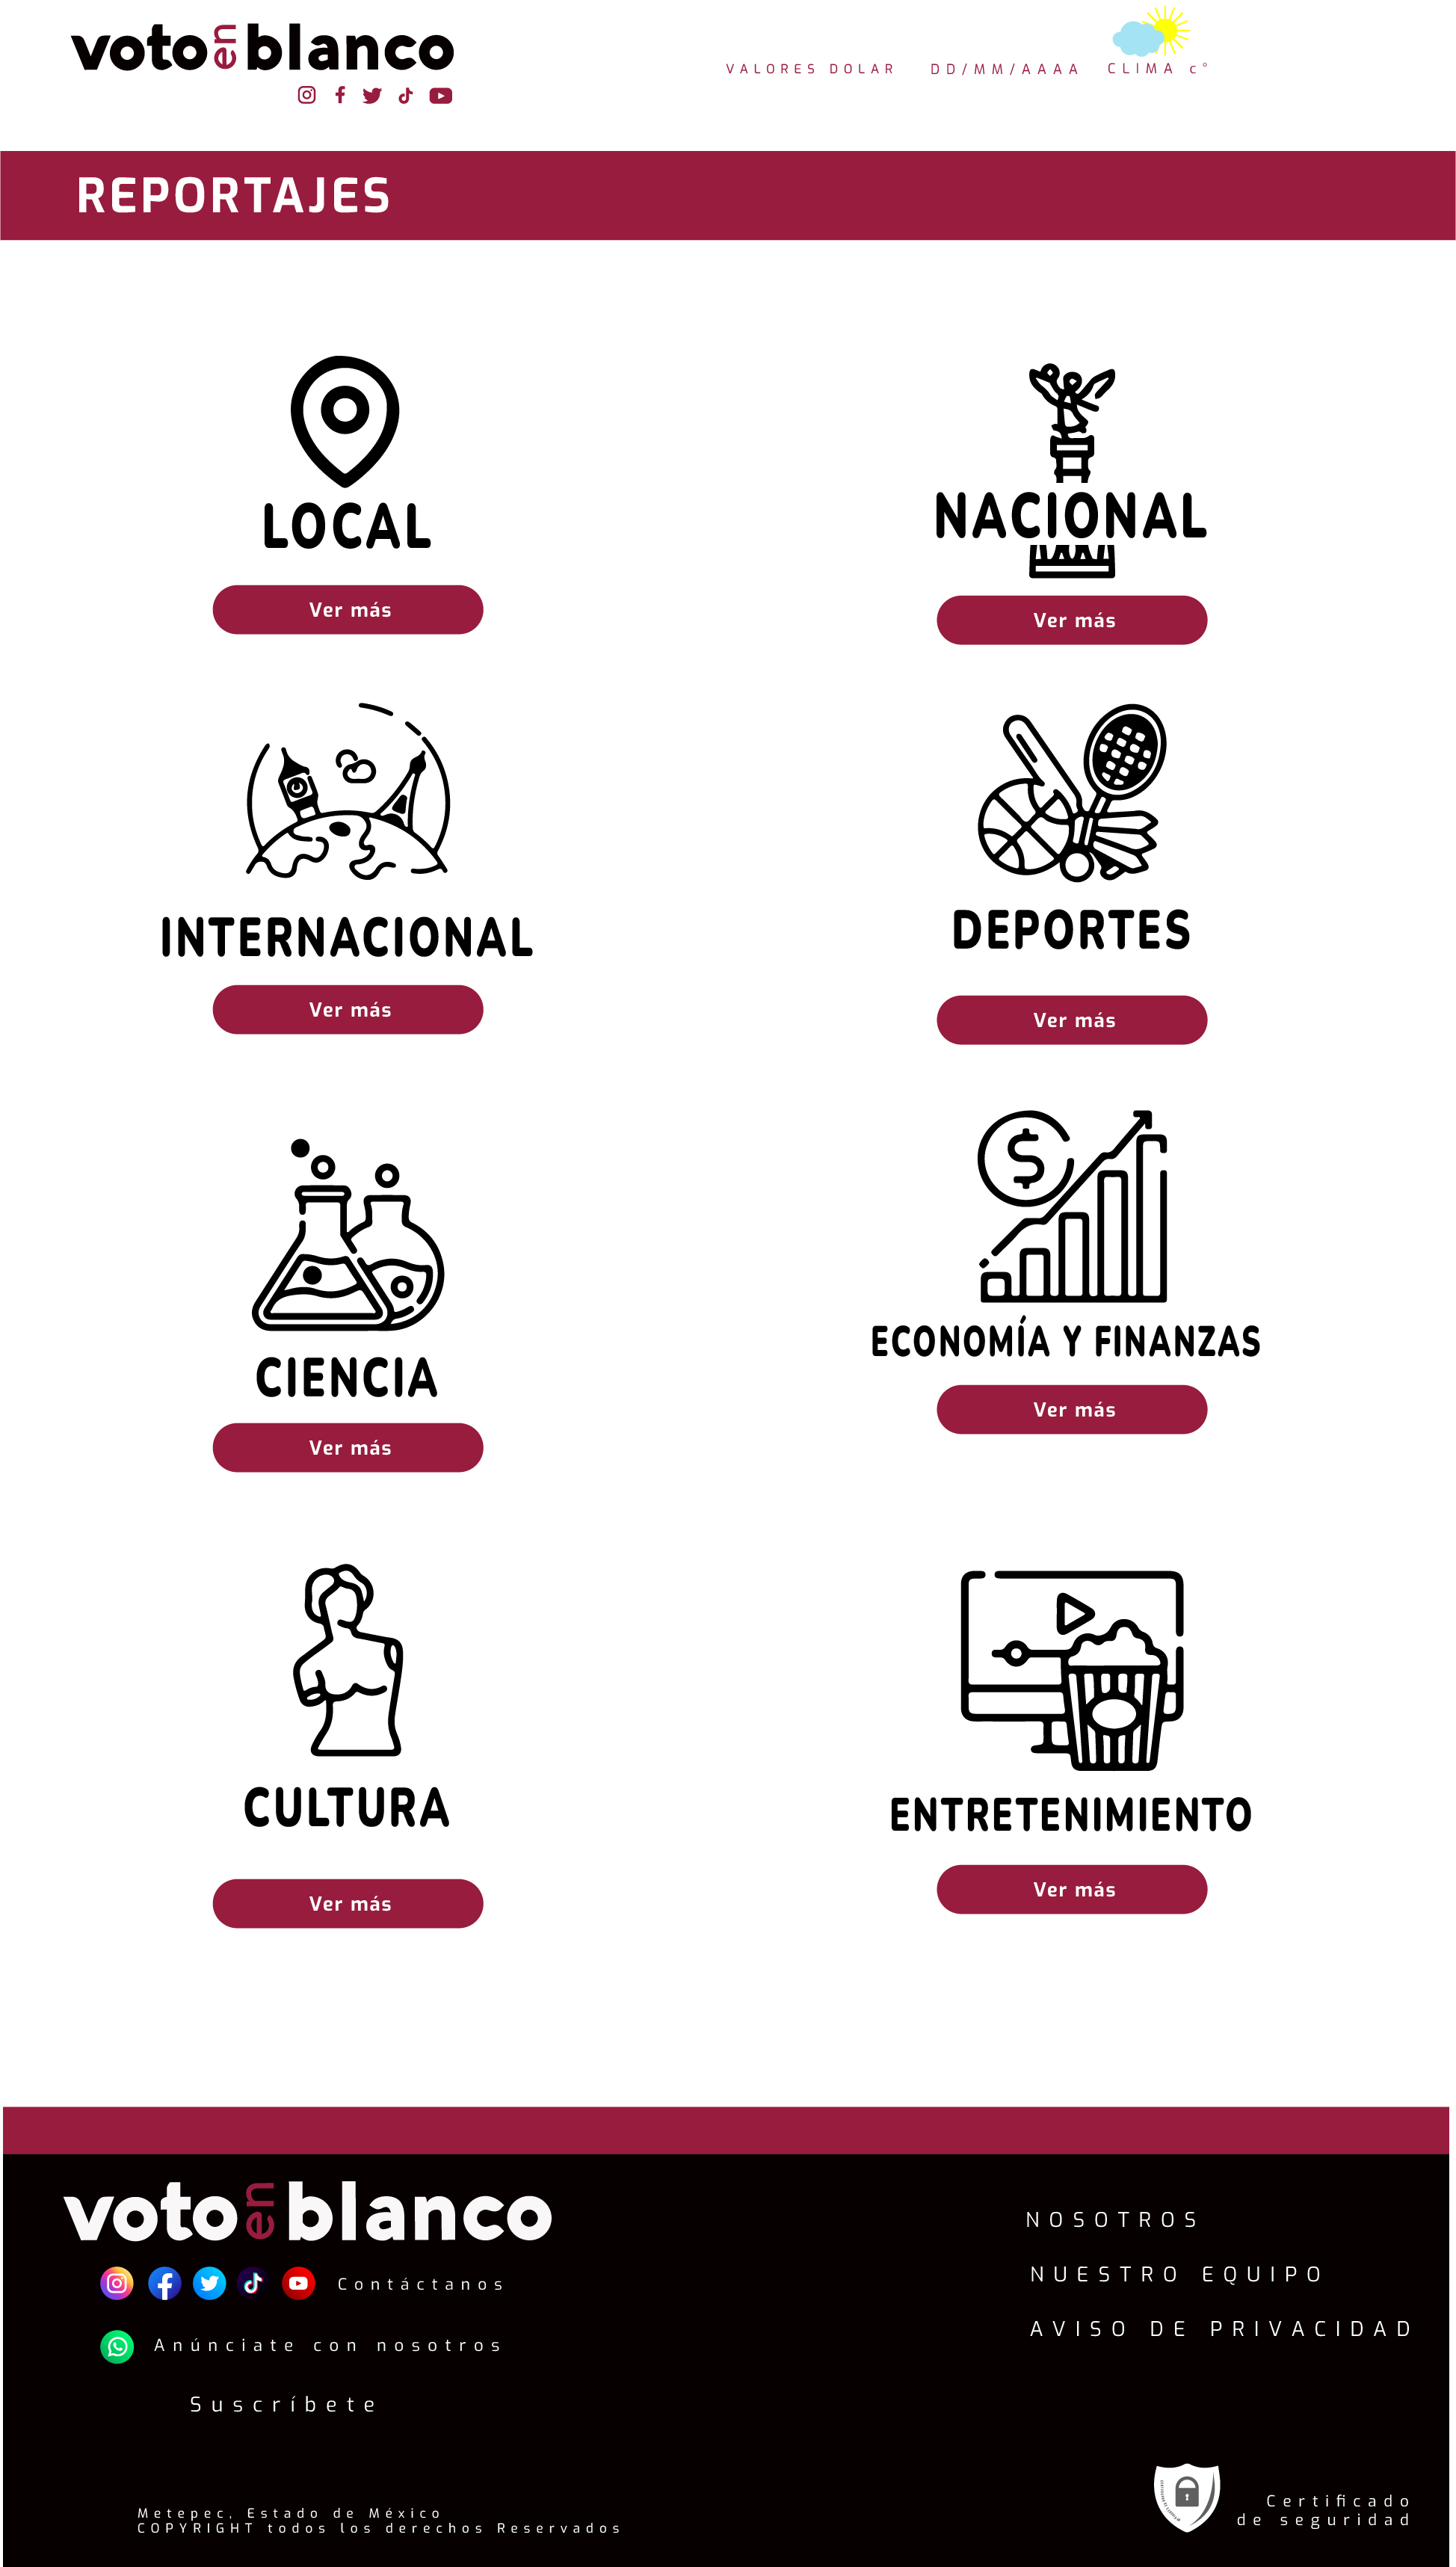 voto en blanco
VALORES DOLAR DD/MM/AAAA CLIMA c°
REPORTAJES
LOCAL
Ver más
NACIONAL
Ver más
INTERNACIONAL
Ver más
DEPORTES
Ver más
CIENCIA
Ver más
ECONOMÍA Y FINANZAS
Ver más
CULTURA
Ver más
ENTRETENIMIENTO
Ver más
voto en blanco
Contáctanos
Anúnciate con nosotros
Suscríbete
NOSOTROS
NUESTRO EQUIPO
AVISO DE PRIVACIDAD
Metepec, Estado de México
COPYRIGHT todos los derechos Reservados
Certificado
de seguridad